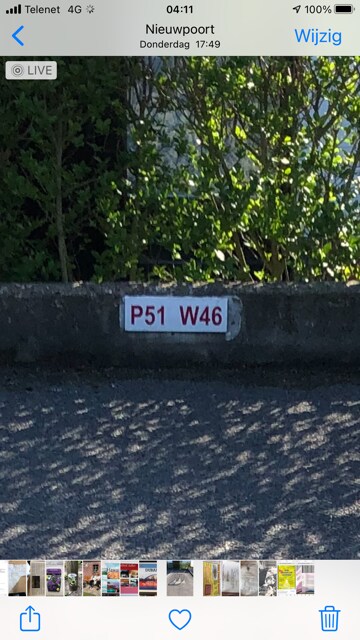 Telenet 4G 04:11 100%
Nieuwpoort
Donderdag 17:49
Wijzig
LIVE
P51 W46